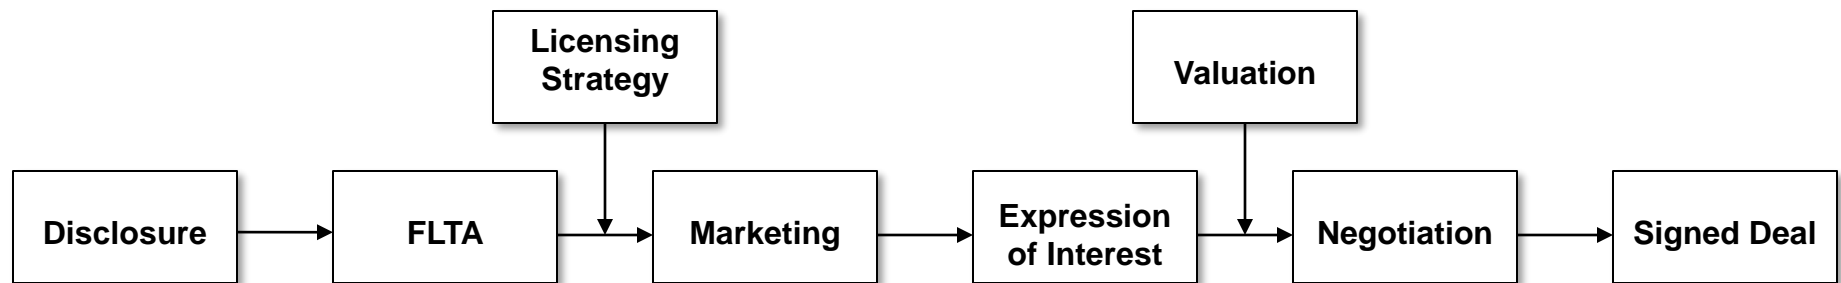 Licensing
Strategy
Valuation
Disclosure
FLTA
Marketing
Expression
of Interest
Negotiation
Signed Deal